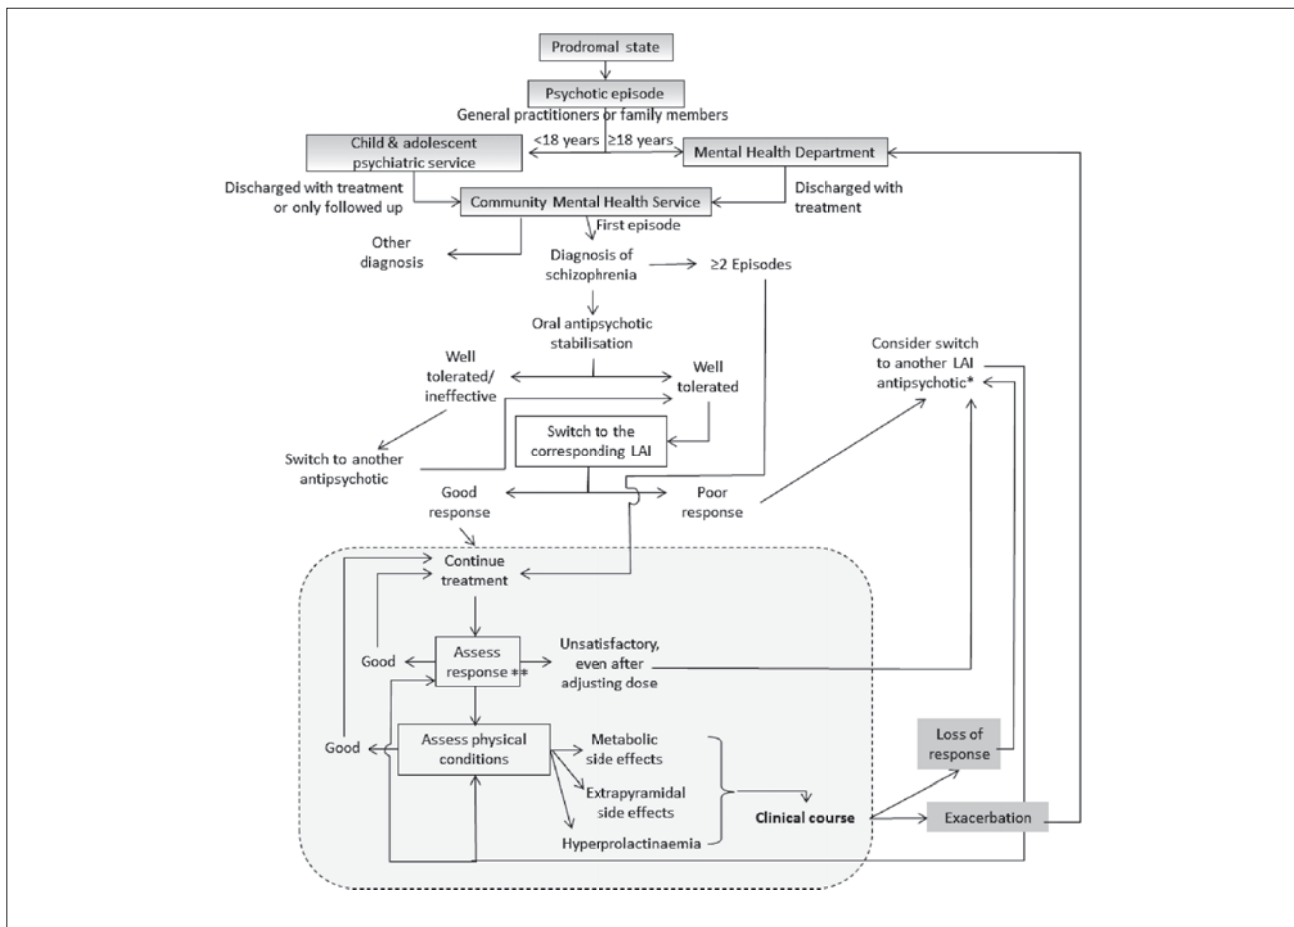 Prodromal state
Psychotic episode
General practitioners or family members
<18 years
≥18 years
Child & adolescent
psychiatric service
Mental Health Department
Discharged with treatment
or only followed up
Discharged with
treatment
Community Mental Health Service
First episode
Other
diagnosis
Diagnosis of
schizophrenia
≥2 Episodes
Oral antipsychotic
stabilisation
Well
tolerated/
ineffective
Well
tolerated
Consider switch
to another LAI
antipsychotic*
Switch to the
corresponding LAI
Switch to another
antipsychotic
Good
response
Poor
response
Continue
treatment
Good
Assess
response **
Unsatisfactory,
even after
adjusting dose
Good
Assess physical
conditions
Metabolic
side effects
Extrapyramidal
side effects
Hyperprolactinaemia
Clinical course
Loss of
response
Exacerbation